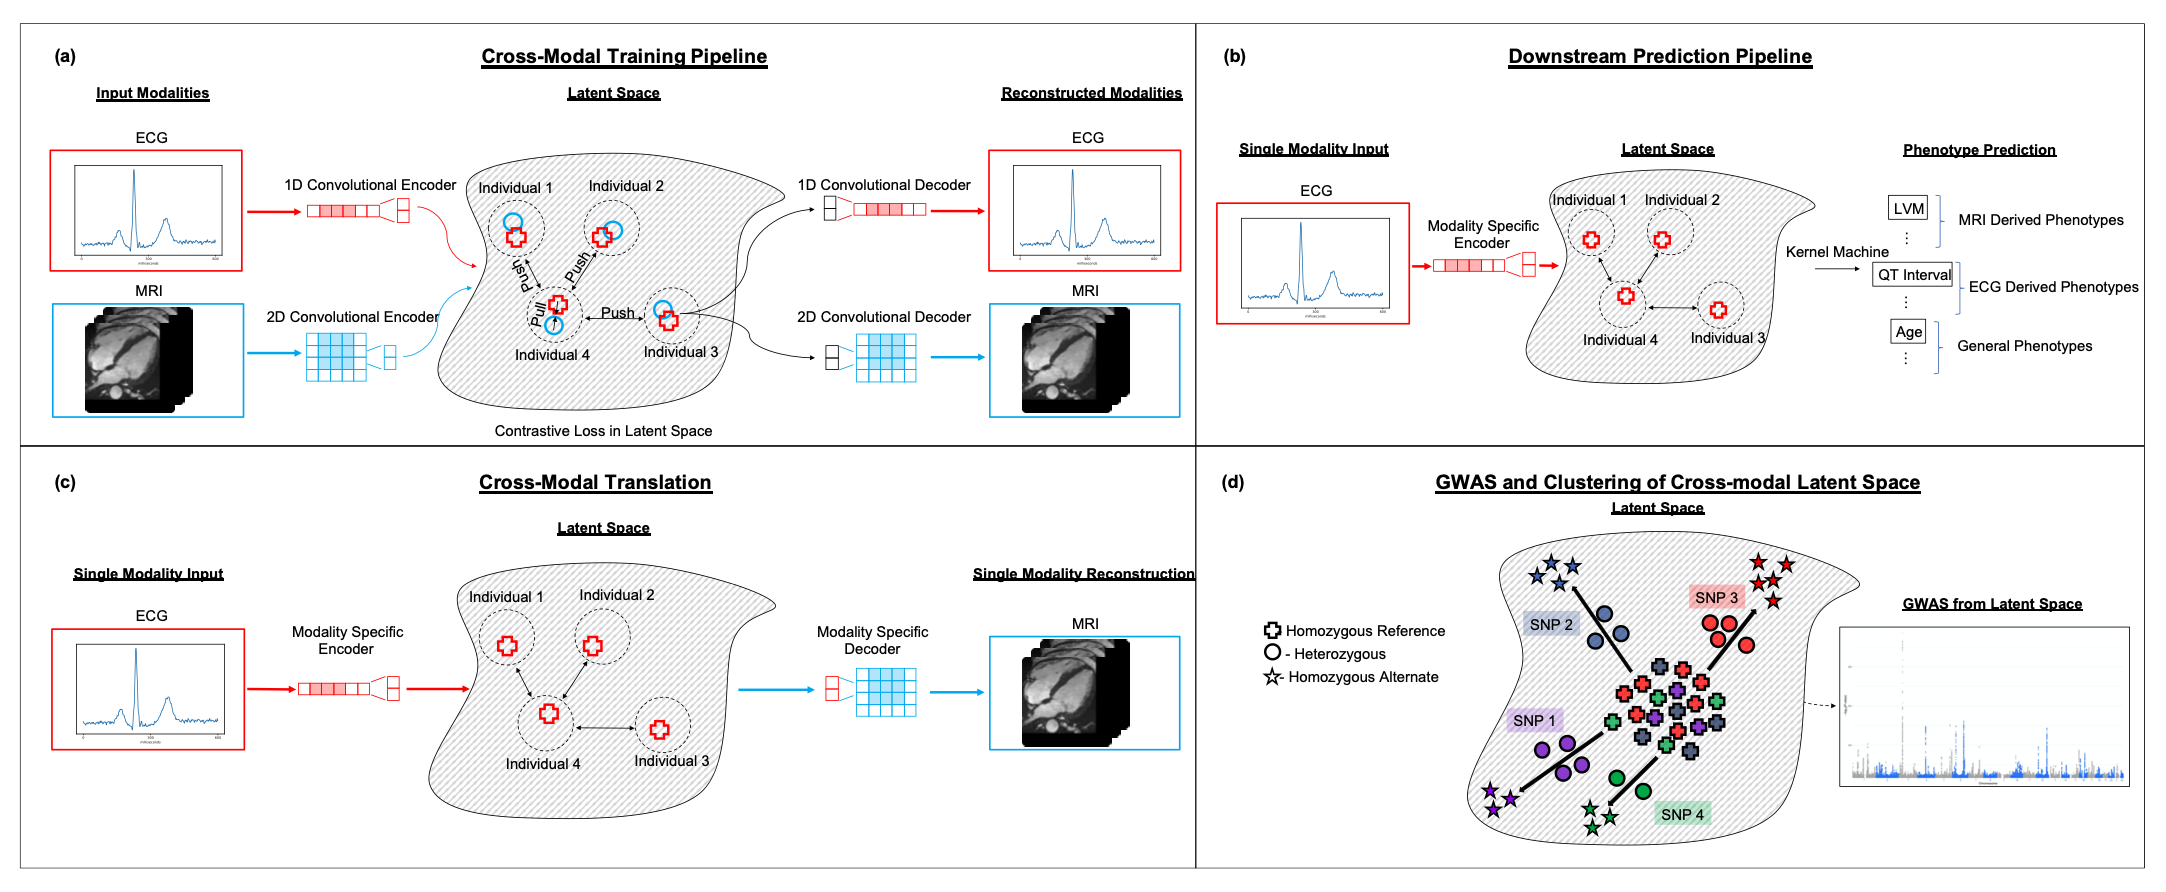 (a)
Cross-Modal Training Pipeline
Input Modalities
Latent Space
Reconstructed Modalities
ECG
ECG
1D Convolutional Encoder
Individual 1
Individual 2
1D Convolutional Decoder
Push
Push
MRI
MRI
2D Convolutional Encoder
Pull
Push
2D Convolutional Decoder
Individual 4
Individual 3
Contrastive Loss in Latent Space
(b)
Downstream Prediction Pipeline
Single Modality Input
Latent Space
Phenotype Prediction
ECG
Individual 1
Individual 2
LVM
MRI Derived Phenotypes
Modality Specific
Encoder
Kernel Machine
QT Interval
ECG Derived Phenotypes
Individual 4
Individual 3
Age
General Phenotypes
(c)
Cross-Modal Translation
Latent Space
Single Modality Input
Single Modality Reconstruction
ECG
Individual 1
Individual 2
MRI
Modality Specific
Encoder
Modality Specific
Decoder
Individual 4
Individual 3
(d)
GWAS and Clustering of Cross-modal Latent Space
Latent Space
SNP 3
SNP 2
GWAS from Latent Space
Homozygous Reference
- Heterozygous
- Homozygous Alternate
SNP 1
SNP 4